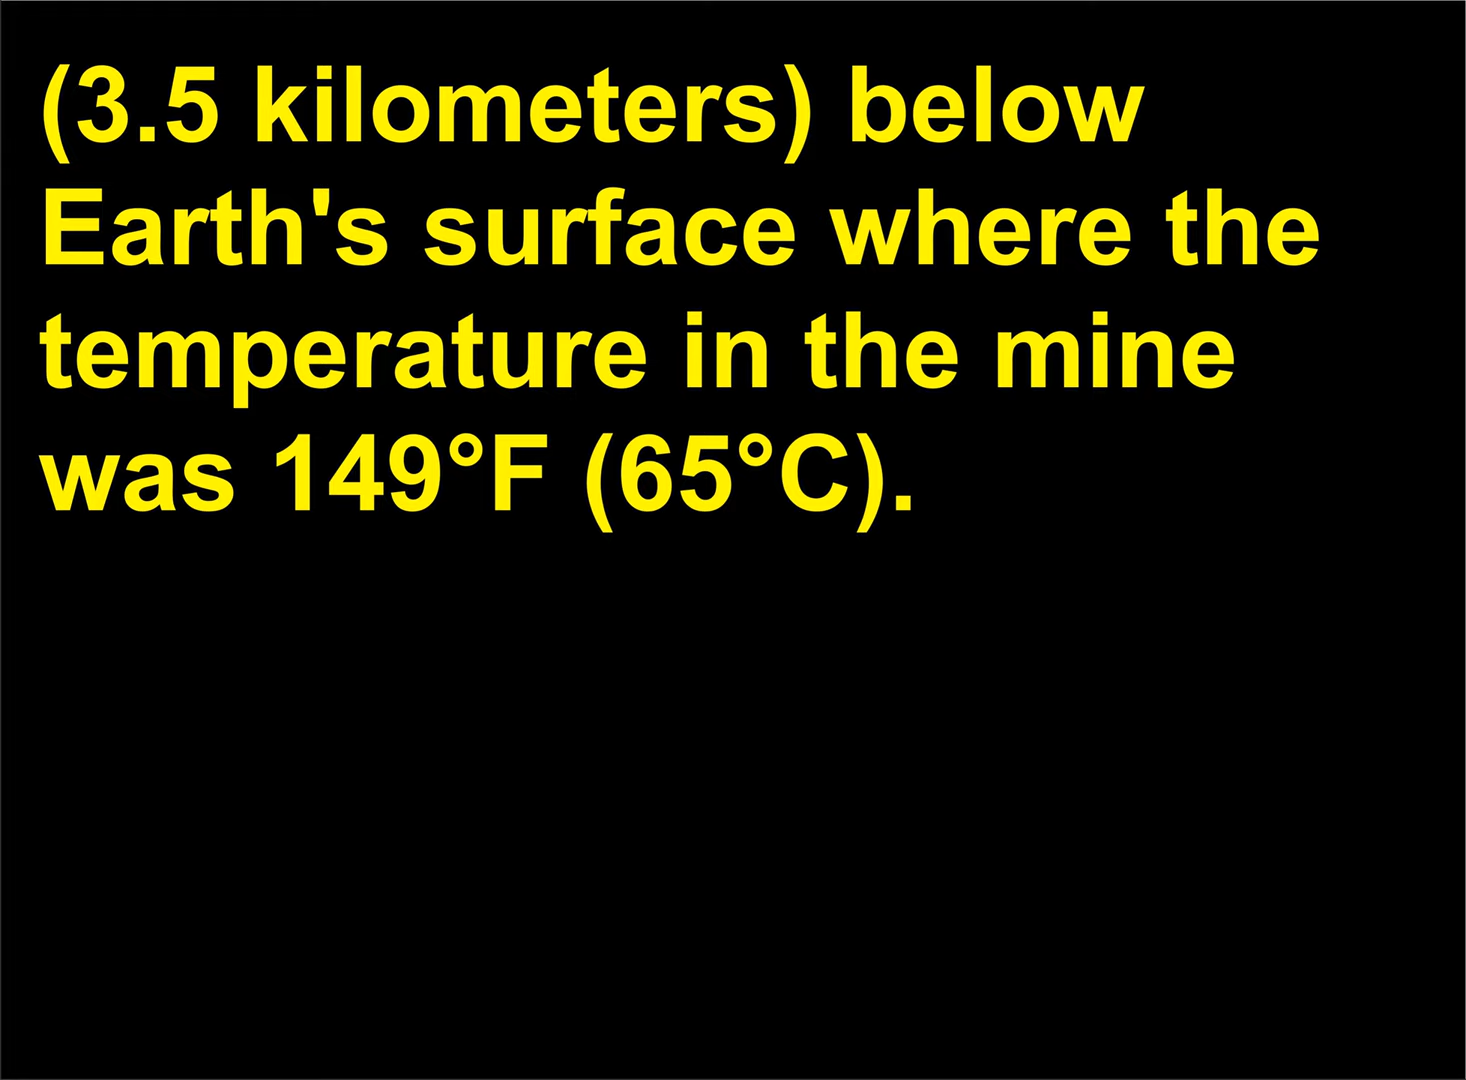 (3.5 kilometers) below
Earth's surface where the
temperature in the mine
was 149°F (65°C).